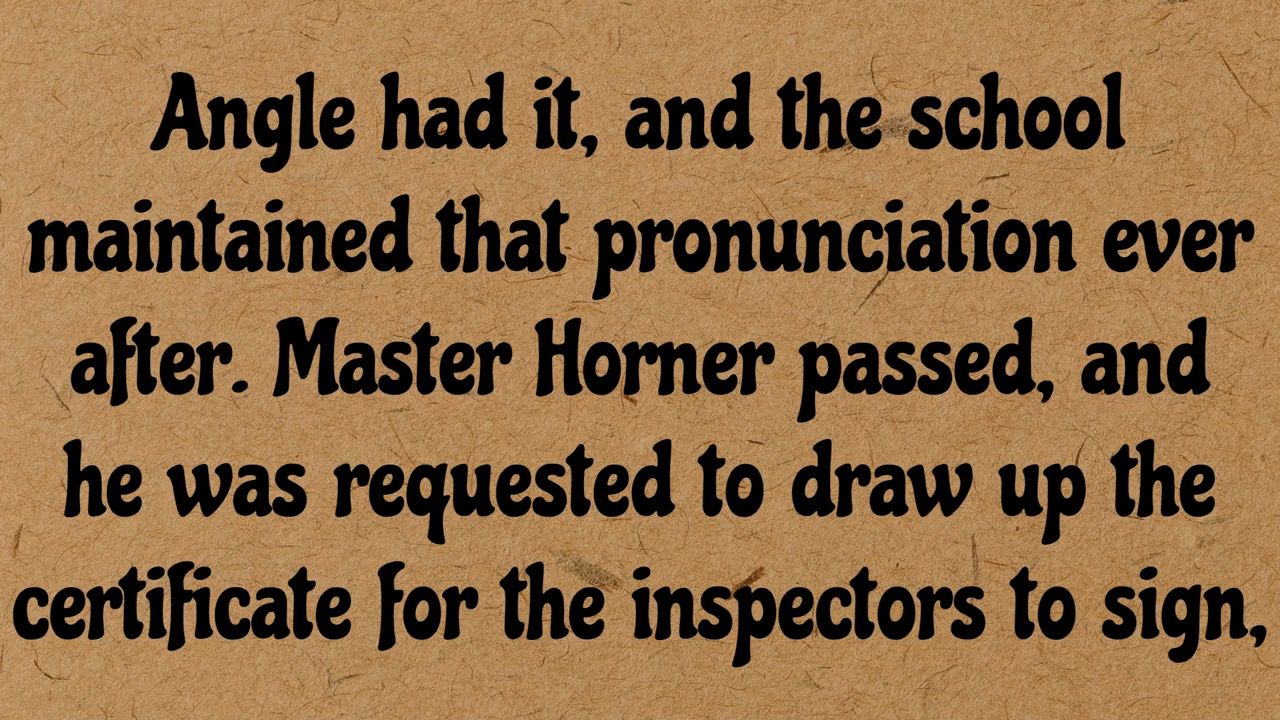 Angle had it, and the school
maintained that pronunciation ever
after. Master Horner passed, and
he was requested to draw up the
certificate for the inspectors to sign,